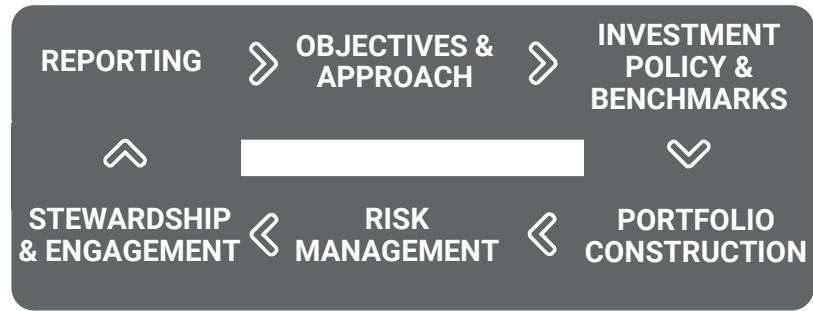 REPORTING
OBJECTIVES &
APPROACH
INVESTMENT
POLICY &
BENCHMARKS
STEWARDSHIP
& ENGAGEMENT
RISK
MANAGEMENT
PORTFOLIO
CONSTRUCTION